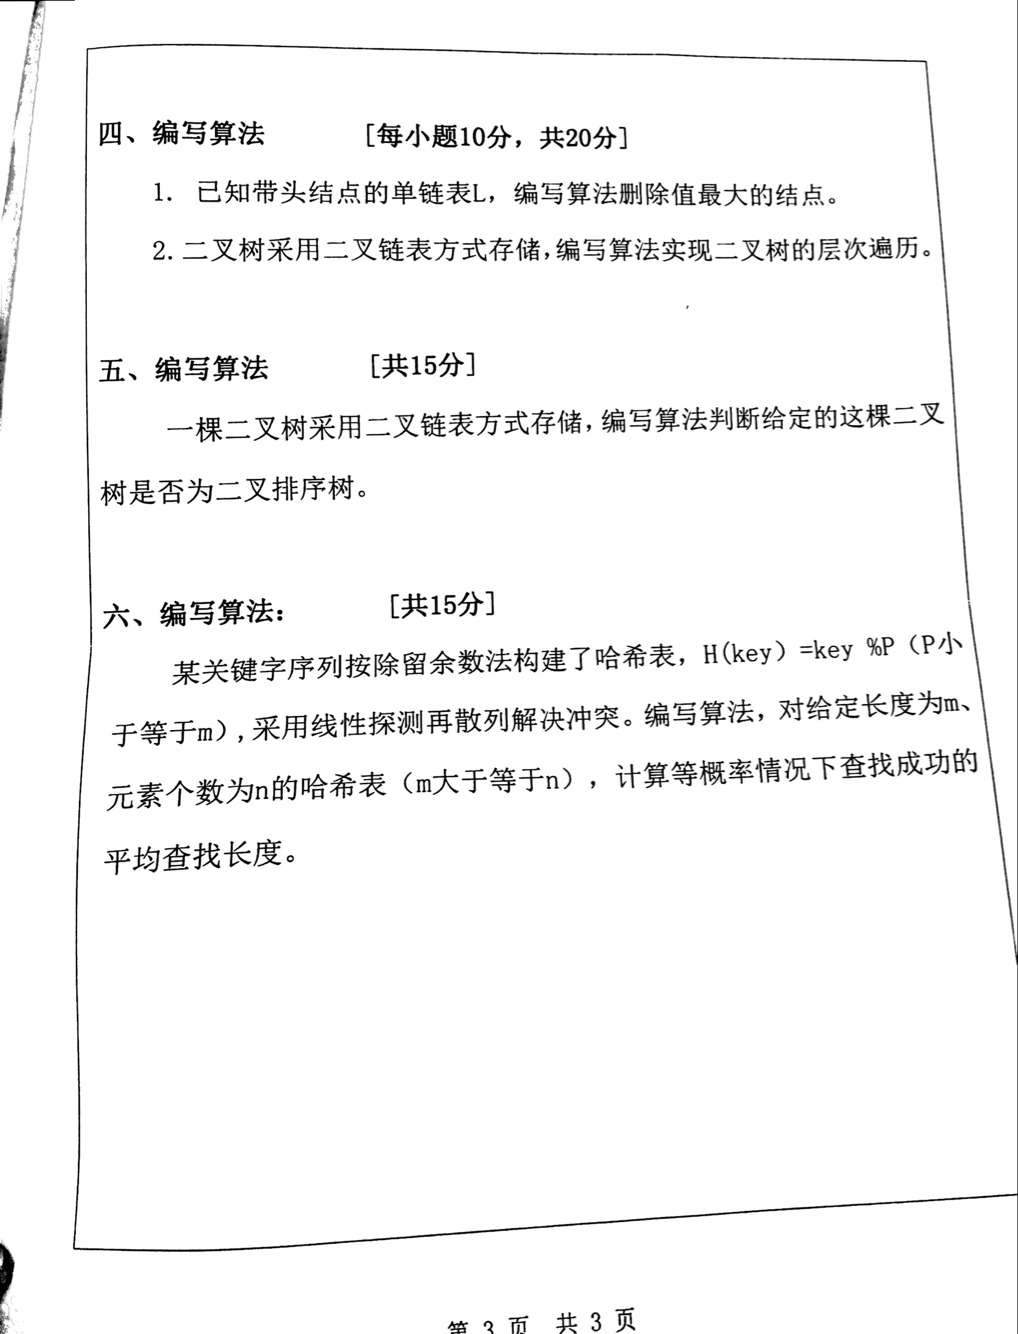 四、编写算法 [每小题10分，共20分]
1. 已知带头结点的单链表L，编写算法删除值最大的结点。
2.二叉树采用二叉链表方式存储,编写算法实现二叉树的层次遍历。
五、编写算法 [共15分]
一棵二叉树采用二叉链表方式存储,编写算法判断给定的这棵二叉
树是否为二叉排序树。
六、编写算法: [共15分]
某关键字序列按除留余数法构建了哈希表，H(key）=key %P（P小
于等于m）,采用线性探测再散列解决冲突。编写算法，对给定长度为m、
元素个数为n的哈希表（m大于等于n），计算等概率情况下查找成功的
平均查找长度。
第 3 页 共 3 页